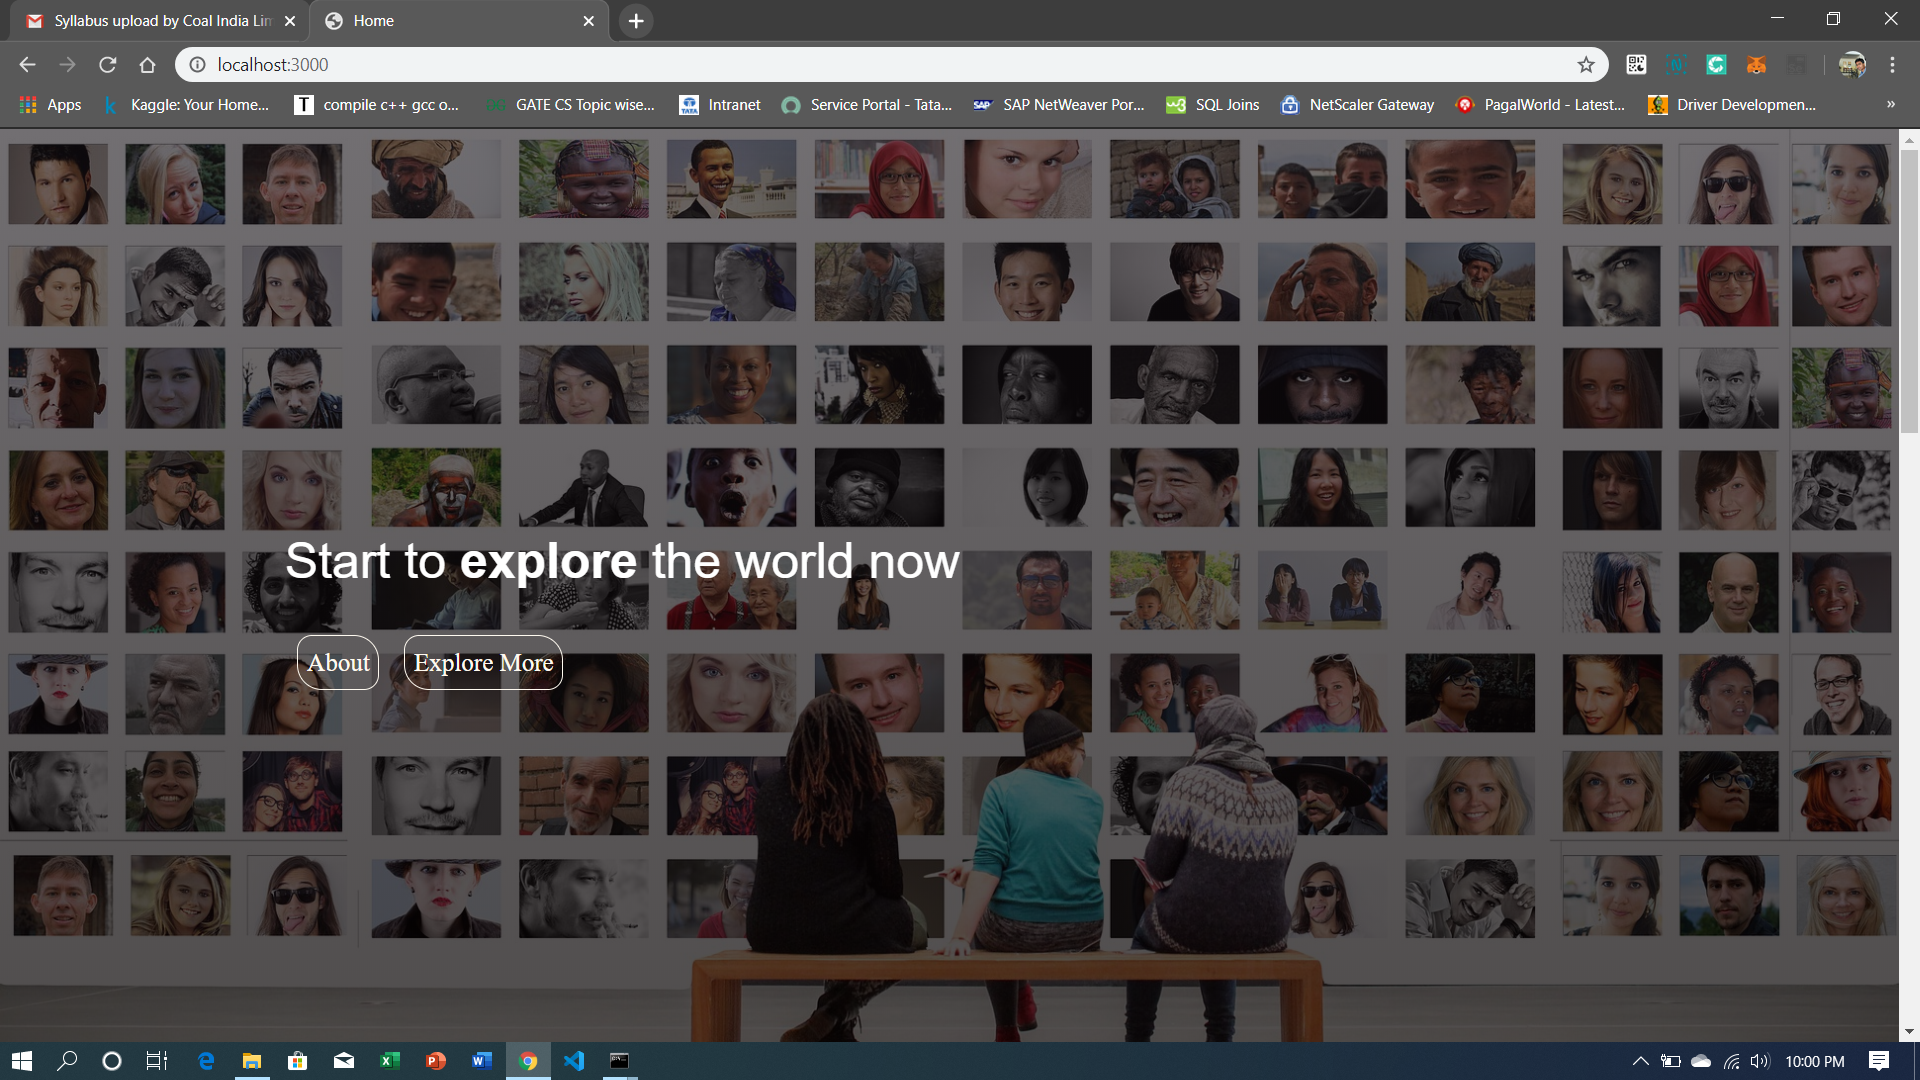 Syllabus upload by Coal India Lim
Home
localhost:3000
Apps
Kaggle: Your Home...
compile c++ gcc o...
GATE CS Topic wise...
Intranet
Service Portal - Tata...
SAP NetWeaver Por...
SQL Joins
NetScaler Gateway
PagalWorld - Latest...
Driver Developmen...
»
Start to explore the world now
About
Explore More
10:00 PM